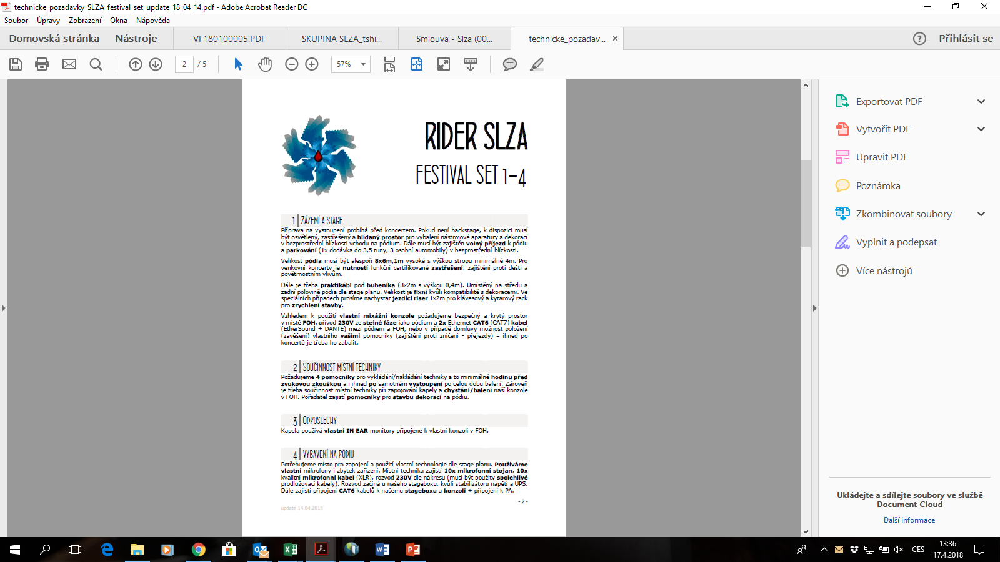 technicke_pozadavky_SLZA_festival_set_update_18_04_14.pdf - Adobe Acrobat Reader DC
Soubor Úpravy Zobrazení Okna Nápověda
Domovská stránka Nástroje VF180100005.PDF SKUPINA SLZA_tshi... Smlouva - Slza (00... technicke_pozadav... Přihlásit se
2 / 5 57%
RIDER SLZA
FESTIVAL SET 1-4
1 | ZÁZEMÍ A STAGE
Příprava na vystoupení probíhá před koncertem. Pokud není backstage, k dispozici musí
být osvětlený, zastřešený a hlídaný prostor pro vybalení nástrojové aparatury a dekorací
v bezprostřední blízkosti vchodu na pódium. Dále musí být zajištěn volný příjezd k pódiu
a parkování (1x dodávka do 3,5 tuny, 3 osobní automobily) v bezprostřední blízkosti.
Velikost pódia musí být alespoň 8x6m,1m vysoké s výškou stropu minimálně 4m. Pro
venkovní koncerty je nutností funkční certifikované zastřešení, zajištění proti dešti a
povětrnostním vlivům.
Dále je třeba praktikábl pod bubeníka (3x2m s výškou 0,4m). Umístěný na středu a
zadní polovině pódia dle stage planu. Velikost je fixní kvůli kompatibilitě s dekoracemi. Ve
speciálních případech prosíme nachystat jezdící riser 1x2m pro klávesový a kytarový rack
pro zrychlení stavby.
Vzhledem k použití vlastní mixážní konzole požadujeme bezpečný a krytý prostor
v místě FOH, přívod 230V ze stejné fáze jako pódium a 2x Ethernet CAT6 (CAT7) kabel
(EtherSound + DANTE) mezi pódiem a FOH, nebo v případě domluvy možnost položení
(zavěšení) vlastního vašimi pomocníky (zajištění proti zničení - přejezdy) – ihned po
koncertě je třeba ho zabalit.
2 | SOUČINNOST MÍSTNÍ TECHNIKY
Požadujeme 4 pomocníky pro vykládání/nakládání techniky a to minimálně hodinu před
zvukovou zkouškou a i ihned po samotném vystoupení po celou dobu balení. Zároveň
je třeba součinnost místní techniky při zapojování kapely a chystání/balení naší konzole
v FOH. Pořadatel zajistí pomocníky pro stavbu dekorací na pódiu.
3 | ODPOSLECHY
Kapela používá vlastní IN EAR monitory připojené k vlastní konzoli v FOH.
4 | VYBAVENÍ NA PÓDIU
Potřebujeme místo pro zapojení a použití vlastní technologie dle stage planu. Používáme
vlastní mikrofony i zbytek zařízení. Místní technika zajistí 10x mikrofonní stojan, 10x
kvalitní mikrofonní kabel (XLR), rozvod 230V dle nákresu (musí být použity spolehlivé
prodlužovací kabely). Rozvod začíná u našeho stageboxu, kvůli stabilizátoru napětí a UPS.
Dále zajistí připojení CAT6 kabelů k našemu stageboxu a konzoli + připojení k PA.
- 2 -
update 14.04.2018
Exportovat PDF
Vytvořit PDF
Upravit PDF
Poznámka
Zkombinovat soubory
Vyplnit a podepsat
Více nástrojů
Ukládejte a sdílejte soubory ve službě
Document Cloud
Další informace
CES 13:36
17.4.2018